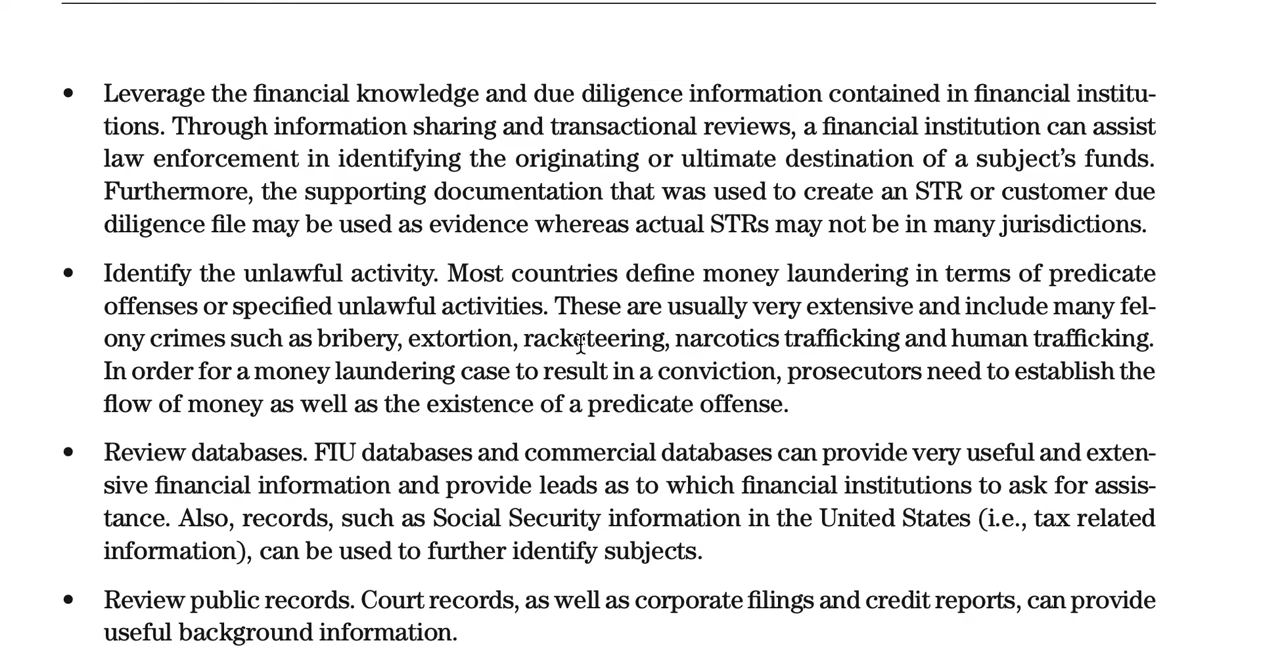 • Leverage the financial knowledge and due diligence information contained in financial institu-
tions. Through information sharing and transactional reviews, a financial institution can assist
law enforcement in identifying the originating or ultimate destination of a subject's funds.
Furthermore, the supporting documentation that was used to create an STR or customer due
diligence file may be used as evidence whereas actual STRs may not be in many jurisdictions.
• Identify the unlawful activity. Most countries define money laundering in terms of predicate
offenses or specified unlawful activities. These are usually very extensive and include many fel-
ony crimes such as bribery, extortion, racketeering, narcotics trafficking and human trafficking.
In order for a money laundering case to result in a conviction, prosecutors need to establish the
flow of money as well as the existence of a predicate offense.
• Review databases. FIU databases and commercial databases can provide very useful and exten-
sive financial information and provide leads as to which financial institutions to ask for assis-
tance. Also, records, such as Social Security information in the United States (i.e., tax related
information), can be used to further identify subjects.
• Review public records. Court records, as well as corporate filings and credit reports, can provide
useful background information.